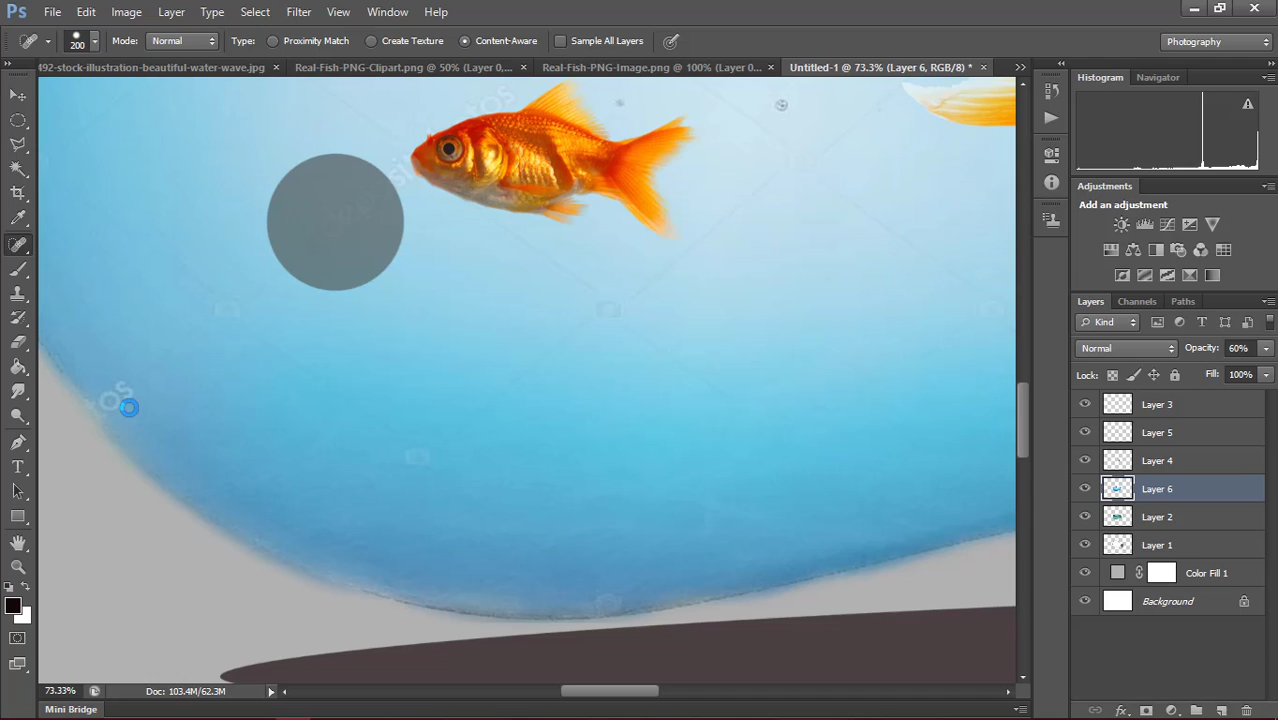 Ps File Edit Image Layer Type Select Filter View Window Help
200 Mode: Normal Type: Proximity Match Create Texture Content-Aware Sample All Layers Photography
492-stock-illustration-beautiful-water-wave.jpg Real-Fish-PNG-Clipart.png @ 50% (Layer 0,... Real-Fish-PNG-Image.png @ 100% (Layer 0... Untitled-1 @ 73.3% (Layer 6, RGB/8) *
Histogram Navigator
Adjustments
Add an adjustment
Layers Channels Paths
Kind
Normal Opacity: 60%
Lock: Fill: 100%
Layer 3
Layer 5
Layer 4
Layer 6
Layer 2
Layer 1
Color Fill 1
Background
73.33% Doc: 103.4M/62.3M
Mini Bridge